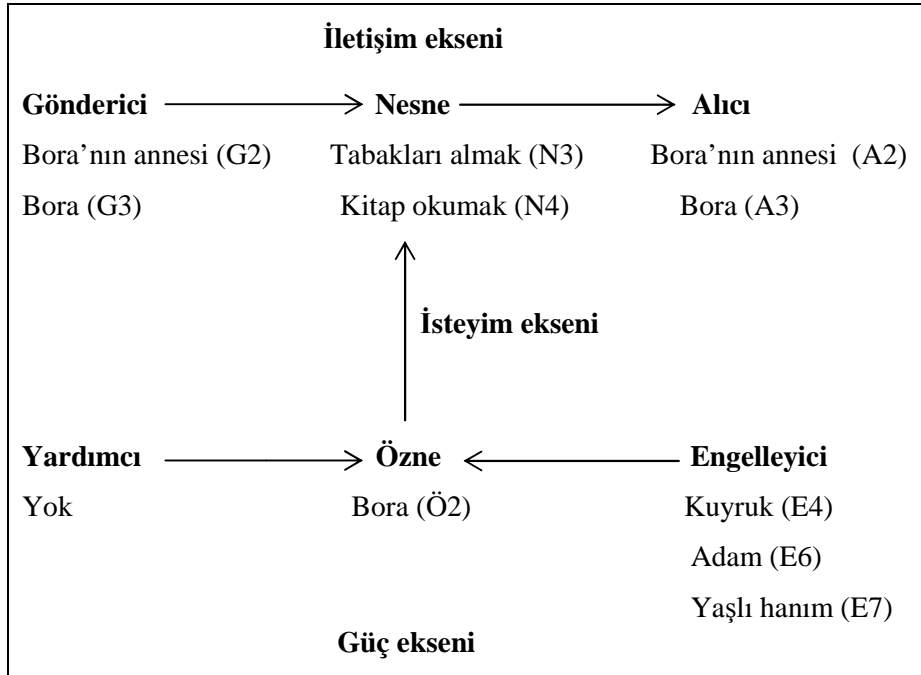 İletişim ekseni
Gönderici Nesne Alıcı
Bora’nın annesi (G2) Tabakları almak (N3) Bora’nın annesi (A2)
Bora (G3) Kitap okumak (N4) Bora (A3)
İsteyim ekseni
Yardımcı Özne Engelleyici
Yok Bora (Ö2) Kuyruk (E4)
Adam (E6)
Yaşlı hanım (E7)
Güç ekseni